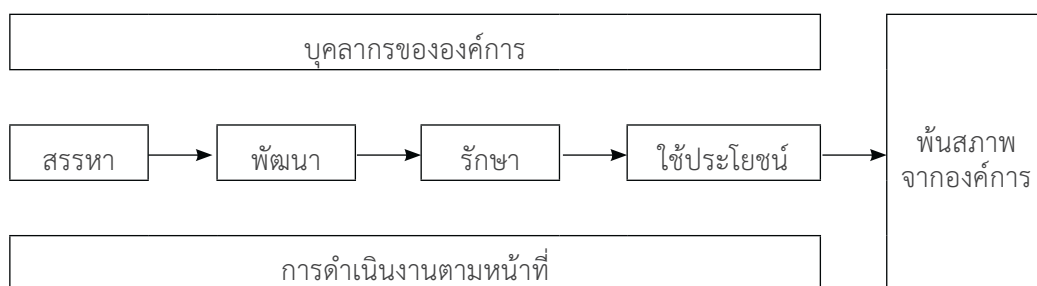 บุคลากรขององค์การ
สรรหา
พัฒนา
รักษา
ใช้ประโยชน์
พ้นสภาพ
จากองค์การ
การดำเนินงานตามหน้าที่